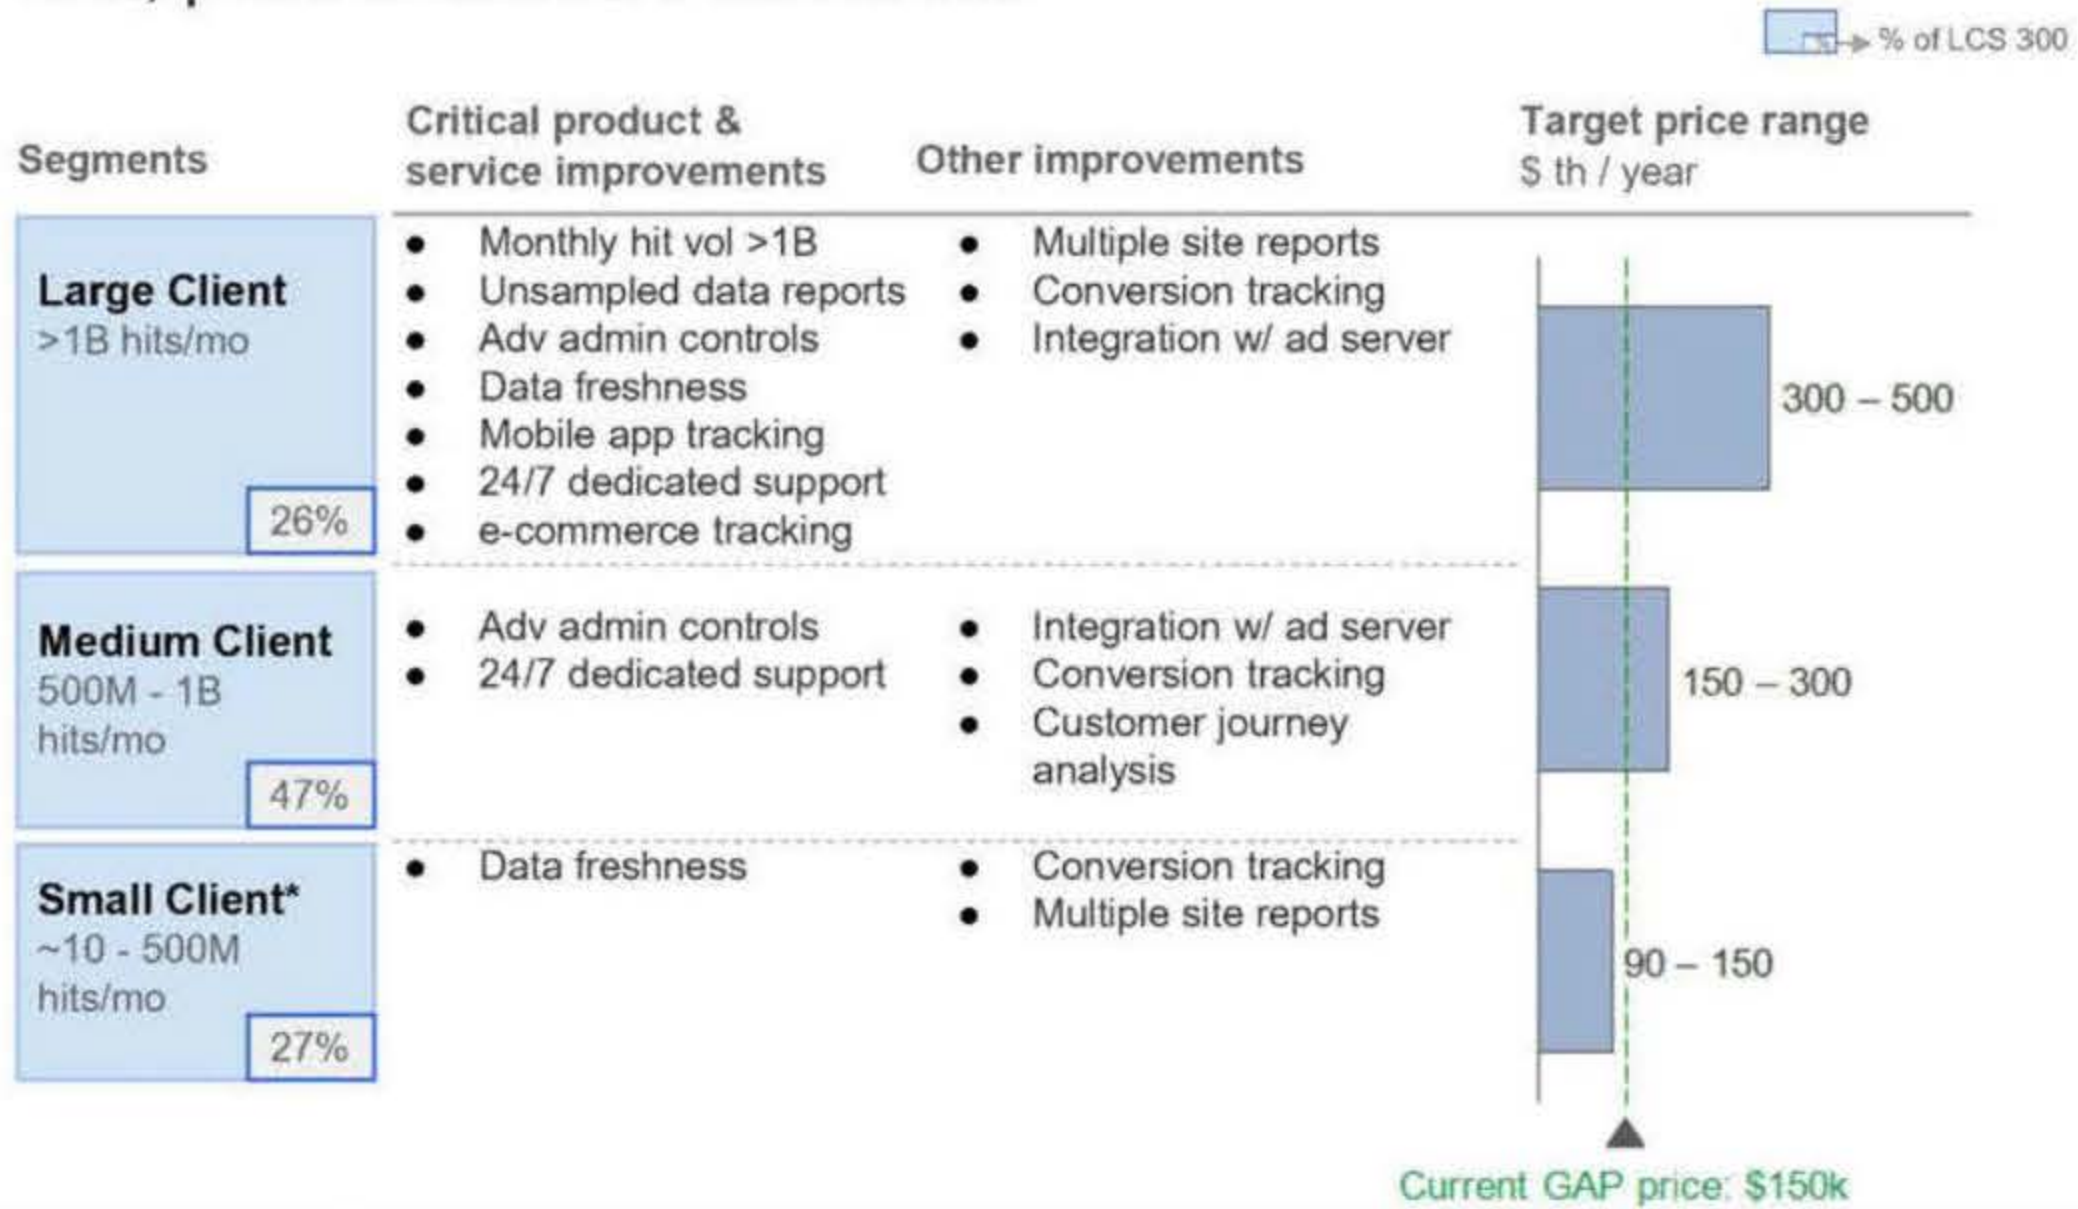 % of LCS 300
Segments
Critical product &
service improvements
Other improvements
Target price range
$ th / year
Large Client
>1B hits/mo
26%
● Monthly hit vol >1B
● Unsampled data reports
● Adv admin controls
● Data freshness
● Mobile app tracking
● 24/7 dedicated support
● e-commerce tracking
● Multiple site reports
● Conversion tracking
● Integration w/ ad server
300 – 500
Medium Client
500M - 1B
hits/mo
47%
● Adv admin controls
● 24/7 dedicated support
● Integration w/ ad server
● Conversion tracking
● Customer journey
analysis
150 – 300
Small Client*
~10 - 500M
hits/mo
27%
● Data freshness
● Conversion tracking
● Multiple site reports
90 – 150
Current GAP price: $150k